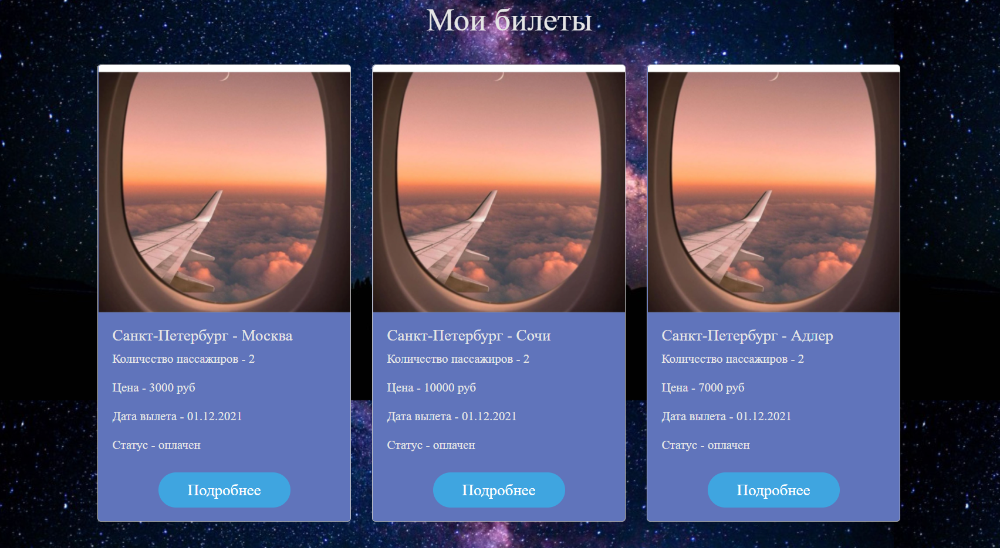 Мои билеты
Санкт-Петербург - Москва
Количество пассажиров - 2
Цена - 3000 руб
Дата вылета - 01.12.2021
Статус - оплачен
Подробнее
Санкт-Петербург - Сочи
Количество пассажиров - 2
Цена - 10000 руб
Дата вылета - 01.12.2021
Статус - оплачен
Подробнее
Санкт-Петербург - Адлер
Количество пассажиров - 2
Цена - 7000 руб
Дата вылета - 01.12.2021
Статус - оплачен
Подробнее